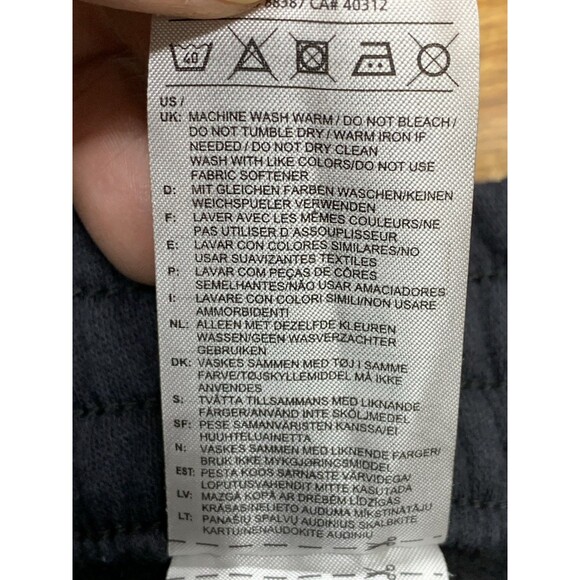 88387 CA# 40312
40
US /
UK: MACHINE WASH WARM / DO NOT BLEACH /
DO NOT TUMBLE DRY / WARM IRON IF
NEEDED / DO NOT DRY CLEAN
WASH WITH LIKE COLORS/DO NOT USE
FABRIC SOFTENER
D: MIT GLEICHEN FARBEN WASCHEN/KEINEN
WEICHSPUELER VERWENDEN
F: LAVER AVEC LES MÊMES COULEURS/NE
PAS UTILISER D'ASSOUPLISSEUR
E: LAVAR CON COLORES SIMILARES/NO
USAR SUAVIZANTES TEXTILES
P: LAVAR COM PEÇAS DE CÔRES
SEMELHANTES/NÃO USAR AMACIADORES
I: LAVARE CON COLORI SIMILI/NON USARE
AMMORBIDENTI
NL: ALLEEN MET DEZELFDE KLEUREN
WASSEN/GEEN WASVERZACHTER
GEBRUIKEN
DK: VASKES SAMMEN MED TØJ I SAMME
FARVE/TØJSKYLLEMIDDEL MÅ IKKE
ANVENDES
S: TVÄTTA TILLSAMMANS MED LIKNANDE
FÄRGER/ANVÄND INTE SKÖLJMEDEL
SF: PESE SAMANVÄRISTEN KANSSA/EI
HUUHTELUAINETTA
N: VASKES SAMMEN MED LIKNENDE FARGER/
BRUK IKKE MYKGJØRINGSMIDDEL
EST: PESTA KOOS SARNASTE VÄRVIDEGA/
LOPUTUSVAHENDIT MITTE KASUTADA
LV: MAZGĀ KOPĀ AR DRĒBĒM LĪDZĪGĀS
KRĀSAS/NELIETO AUDUMA MĪKSTINĀTĀJU
LT: PANAŠIŲ SPALVŲ AUDINIUS SKALBKITE
KARTU/NENAUDOKITE AUDINIŲ